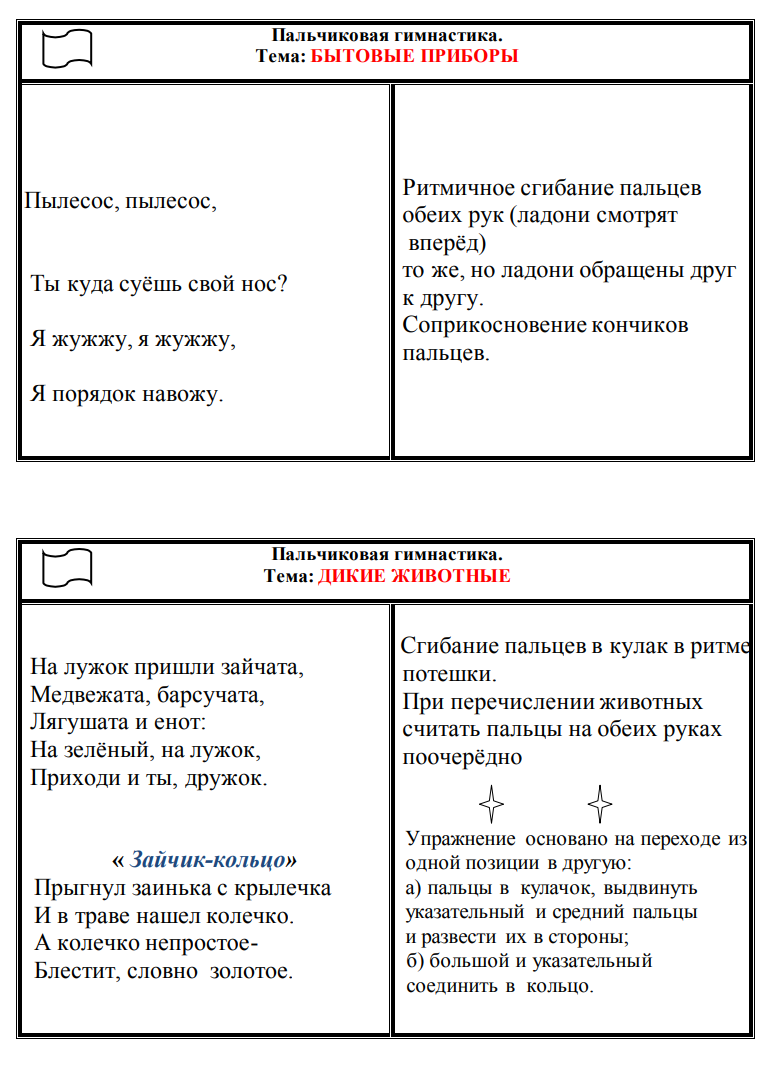 Пальчиковая гимнастика.
Тема: БЫТОВЫЕ ПРИБОРЫ
Пылесос, пылесос,
Ты куда суёшь свой нос?
Я жужжу, я жужжу,
Я порядок навожу.
Ритмичное сгибание пальцев
обеих рук (ладони смотрят
вперёд)
то же, но ладони обращены друг
к другу.
Соприкосновение кончиков
пальцев.
Пальчиковая гимнастика.
Тема: ДИКИЕ ЖИВОТНЫЕ
На лужок пришли зайчата,
Медвежата, барсучата,
Лягушата и енот:
На зелёный, на лужок,
Приходи и ты, дружок.
« Зайчик-кольцо»
Прыгнул заинька с крылечка
И в траве нашел колечко.
А колечко непростое-
Блестит, словно золотое.
Сгибание пальцев в кулак в ритме
потешки.
При перечислении животных
считать пальцы на обеих руках
поочерёдно
Упражнение основано на переходе из
одной позиции в другую:
а) пальцы в кулачок, выдвинуть
указательный и средний пальцы
и развести их в стороны;
б) большой и указательный
соединить в кольцо.